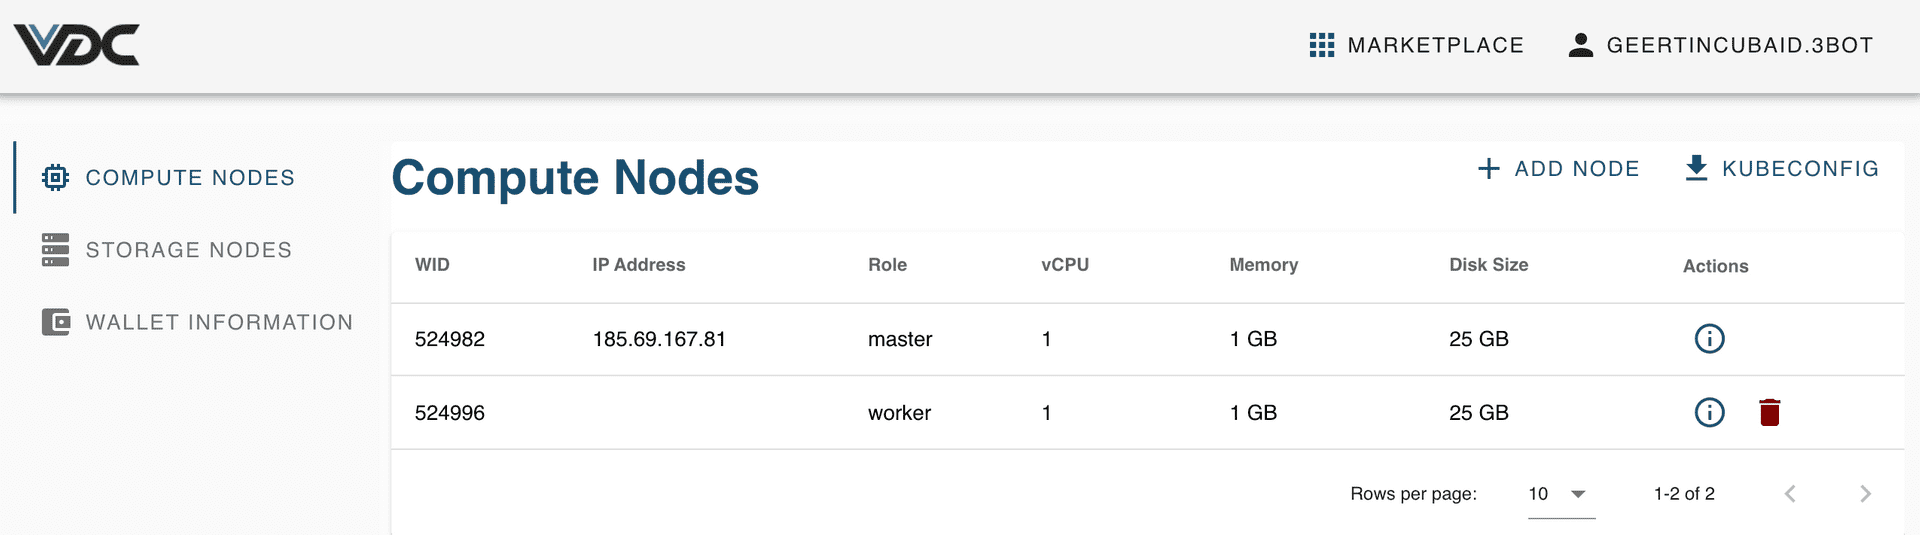 VDC
MARKETPLACE
GEERTINCUBAID.3BOT
COMPUTE NODES
STORAGE NODES
WALLET INFORMATION
Compute Nodes
ADD NODE
KUBECONFIG
WID IP Address Role vCPU Memory Disk Size Actions
524982 185.69.167.81 master 1 1 GB 25 GB
524996 worker 1 1 GB 25 GB
Rows per page: 10 1-2 of 2